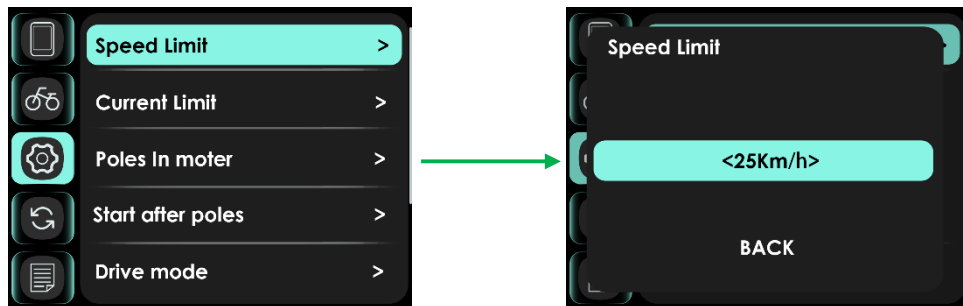 Speed Limit >
Current Limit >
Poles In moter >
Start after poles >
Drive mode >
Speed Limit
<25Km/h>
BACK